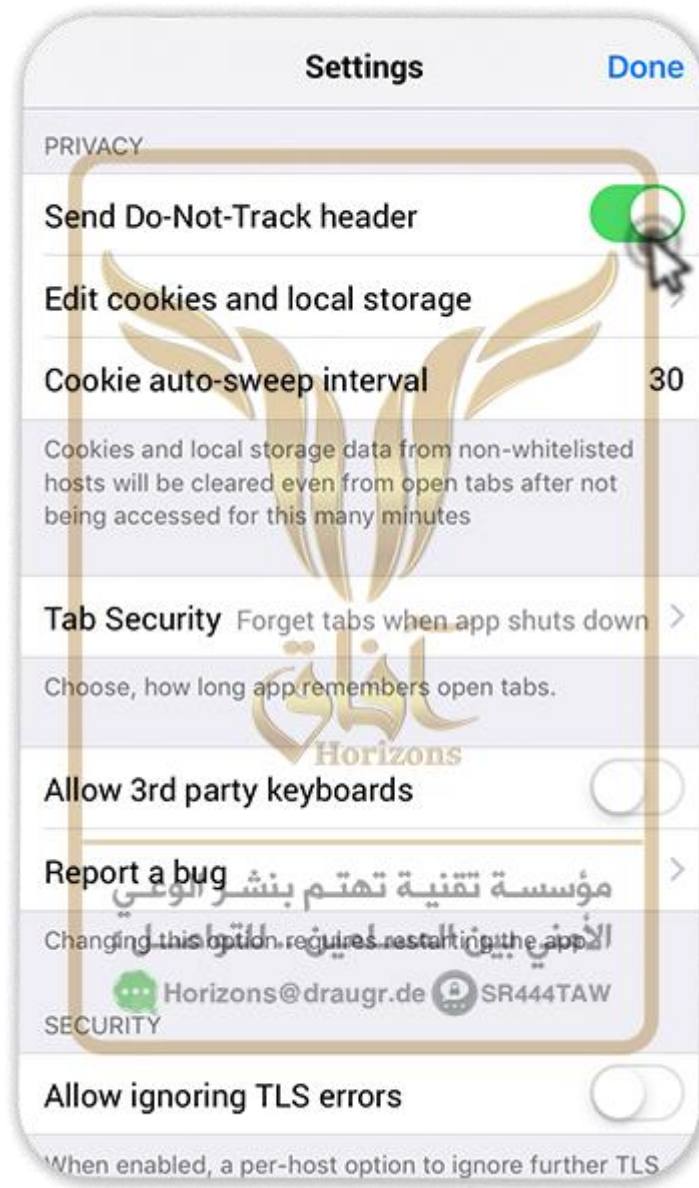 Settings
Done
PRIVACY
Send Do-Not-Track header
Edit cookies and local storage
Cookie auto-sweep interval 30
Cookies and local storage data from non-whitelisted
hosts will be cleared even from open tabs after not
being accessed for this many minutes
Tab Security Forget tabs when app shuts down
Choose, how long app remembers open tabs.
آفاق
Horizons
Allow 3rd party keyboards
Report a bug
مؤسسة تقنية تهتم بنشر الوعي
Changing this option requires restarting the app.
الأمني بين المسلمين .. للتواصل :
Horizons@draugr.de SR444TAW
SECURITY
Allow ignoring TLS errors
When enabled, a per-host option to ignore further TLS